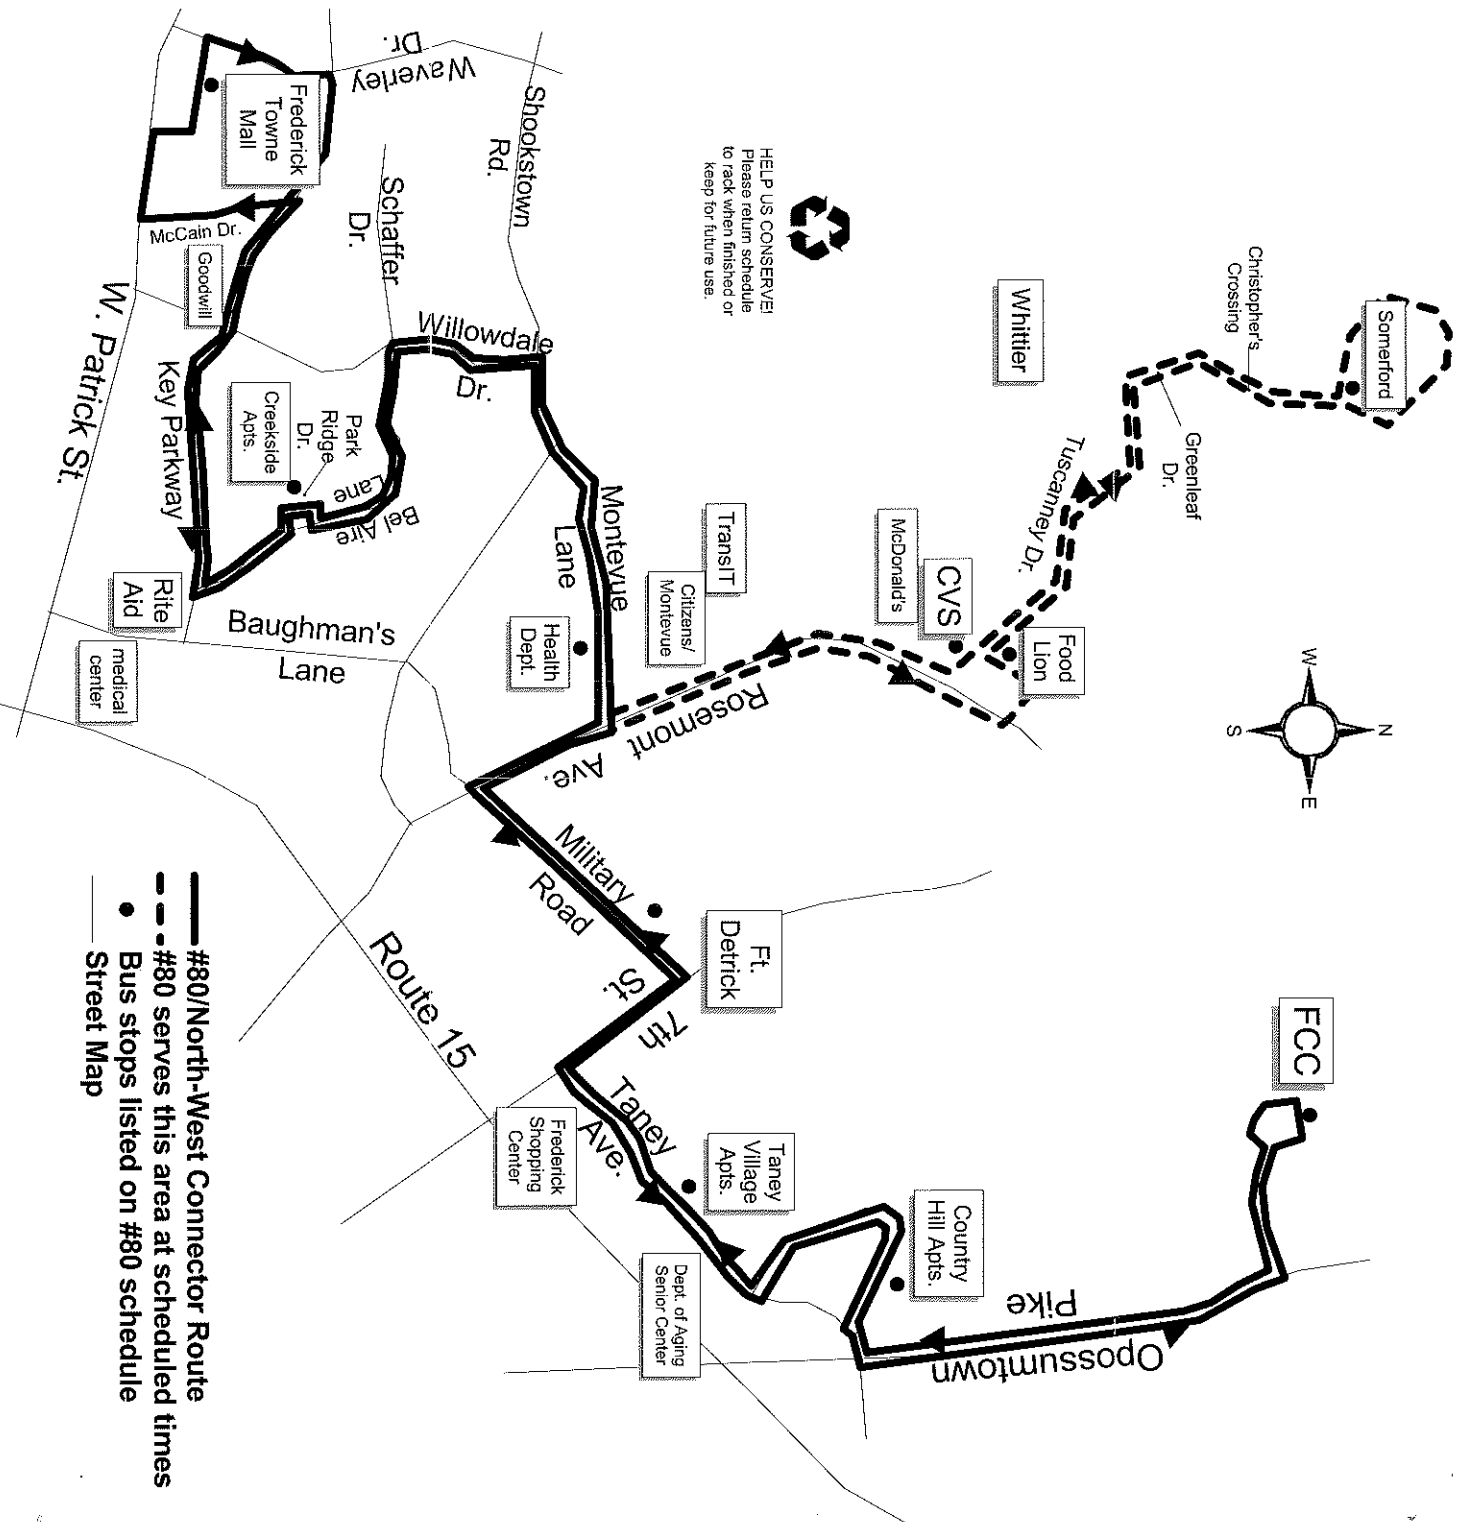 HELP US CONSERVE!
Please return schedule
to rack when finished or
keep for future use.
Somerford
Christopher's
Crossing
Greenleaf
Dr.
Whittier
Tuscanney Dr.
Food
Lion
CVS
McDonald's
TransIT
Citizens/
Montevue
Rosemont
Ave.
W
N
S
E
Shookstown
Rd.
Waverley
Dr.
Schaffer
Dr.
Willowdale
Dr.
Montevue
Lane
Health
Dept.
Frederick
Towne
Mall
McCain Dr.
Goodwill
W. Patrick St.
Key Parkway
Creekside
Apts.
Park
Ridge
Dr.
Bel Aire
Lane
Rite
Aid
Baughman's
Lane
medical
center
Military
Road
Ft.
Detrick
7th
St.
Route 15
Taney
Ave.
Taney
Village
Apts.
Frederick
Shopping
Center
Country
Hill Apts.
Dept. of Aging
Senior Center
Opossumtown
Pike
FCC
#80/North-West Connector Route
#80 serves this area at scheduled times
Bus stops listed on #80 schedule
Street Map